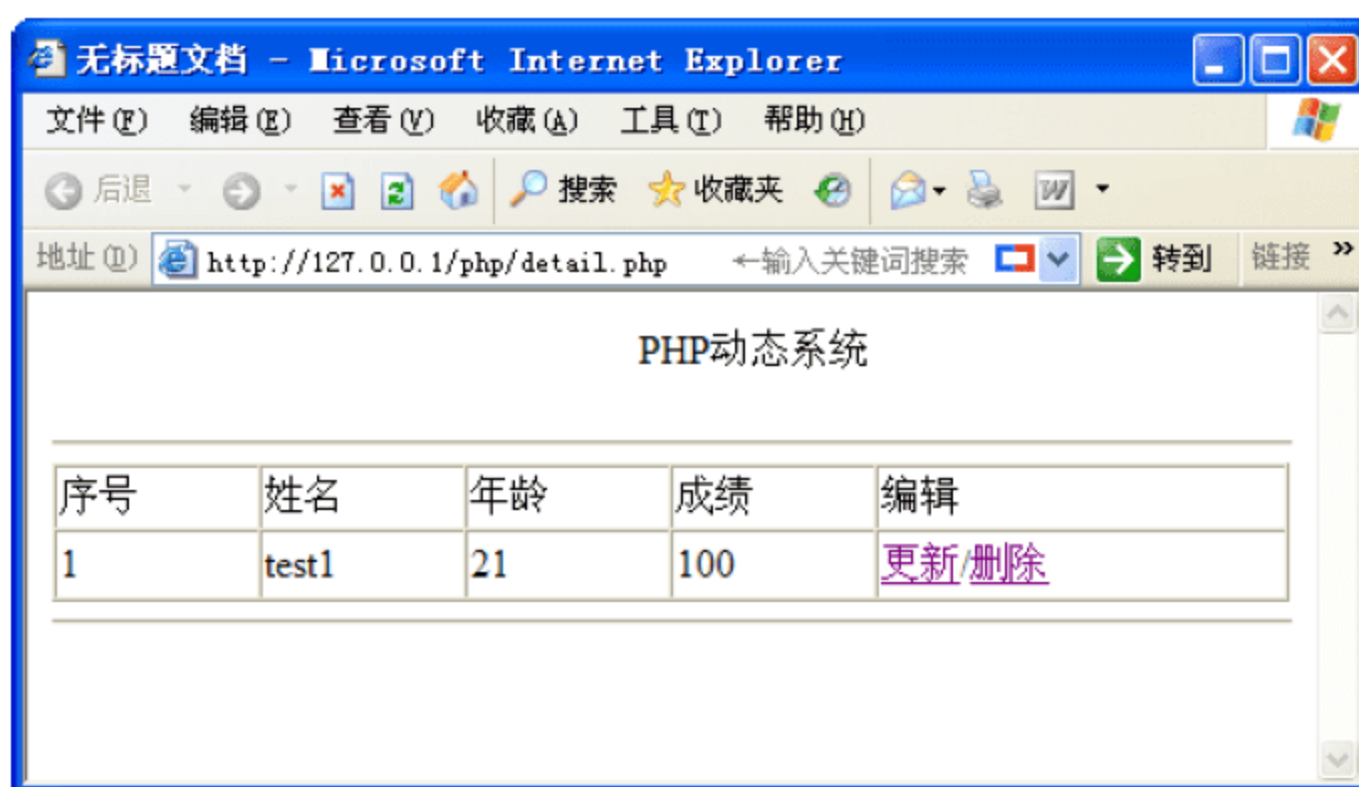 无标题文档 - Microsoft Internet Explorer
文件(F) 编辑(E) 查看(V) 收藏(A) 工具(T) 帮助(H)
后退 搜索 收藏夹 W
地址(D) http://127.0.0.1/php/detail.php ←输入关键词搜索 转到 链接 »
PHP动态系统
序号 姓名 年龄 成绩 编辑
1 test1 21 100 更新/删除